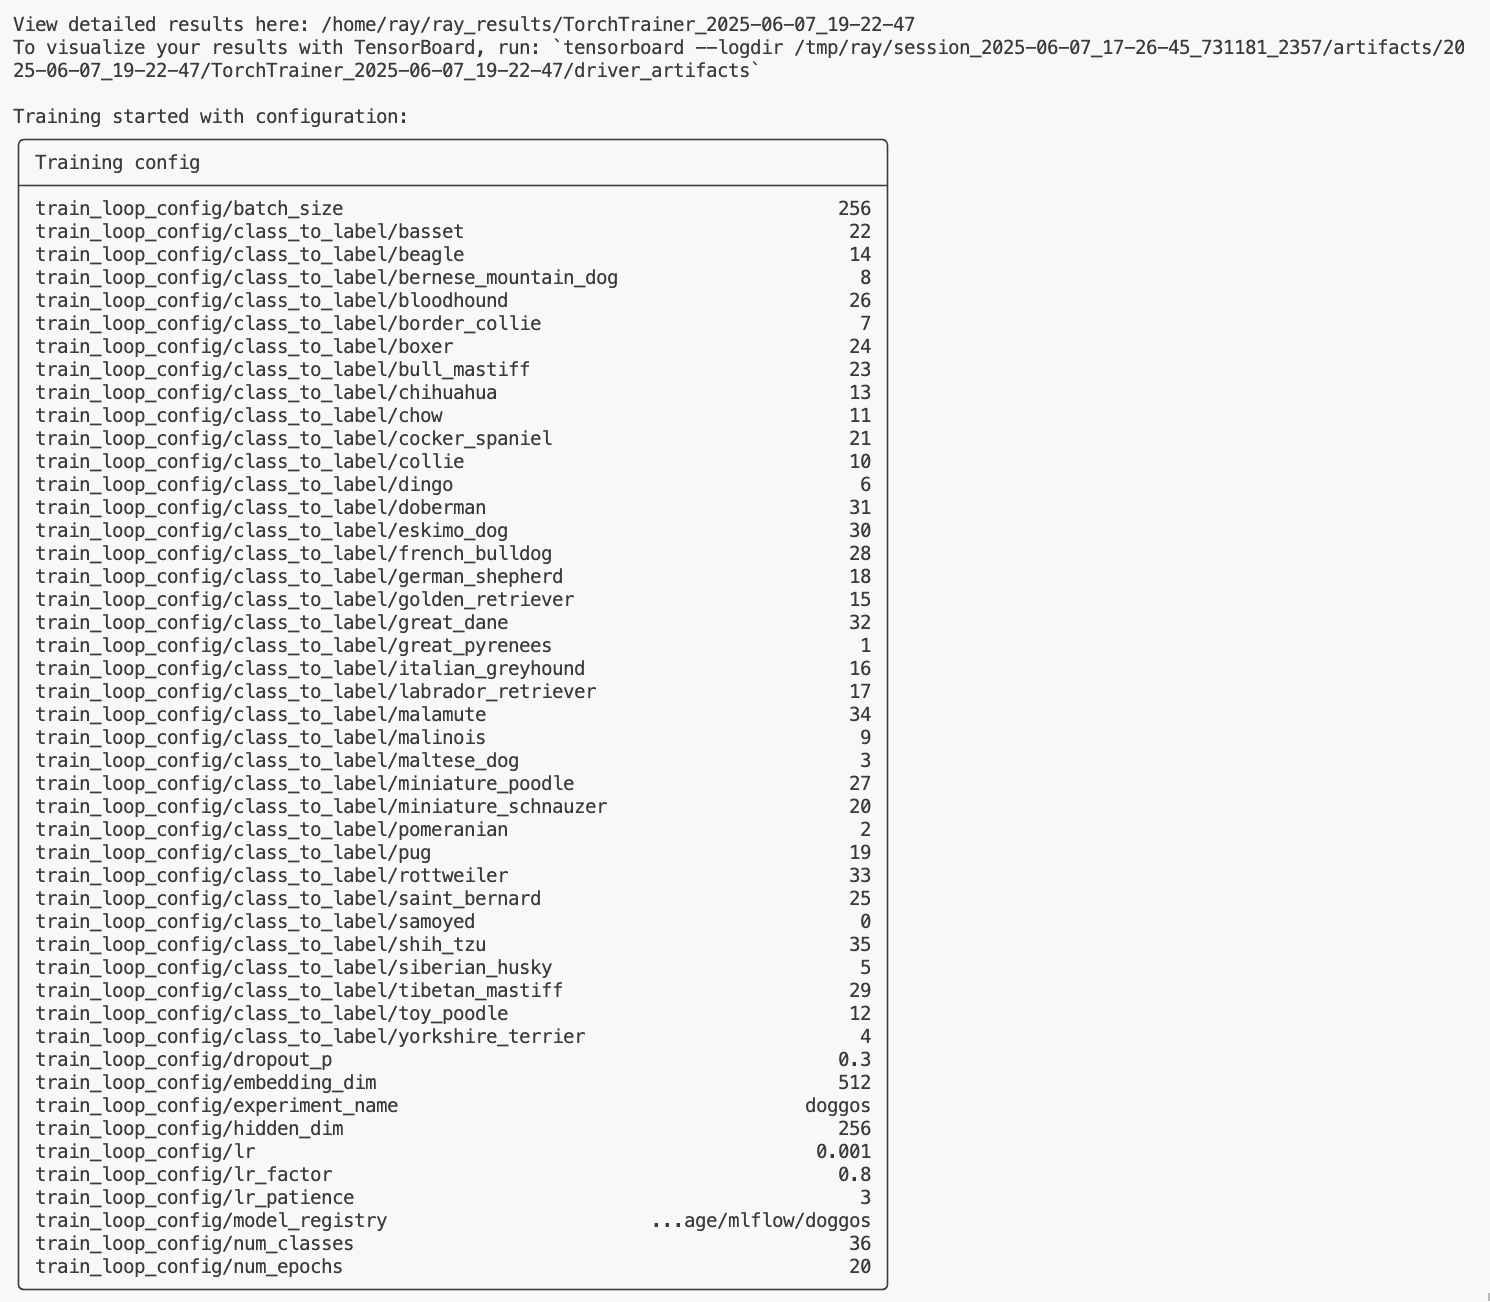 View detailed results here: /home/ray/ray_results/TorchTrainer_2025-06-07_19-22-47
To visualize your results with TensorBoard, run: `tensorboard --logdir /tmp/ray/session_2025-06-07_17-26-45_731181_2357/artifacts/20
25-06-07_19-22-47/TorchTrainer_2025-06-07_19-22-47/driver_artifacts`
Training started with configuration:
Training config
train_loop_config/batch_size 256
train_loop_config/class_to_label/basset 22
train_loop_config/class_to_label/beagle 14
train_loop_config/class_to_label/bernese_mountain_dog 8
train_loop_config/class_to_label/bloodhound 26
train_loop_config/class_to_label/border_collie 7
train_loop_config/class_to_label/boxer 24
train_loop_config/class_to_label/bull_mastiff 23
train_loop_config/class_to_label/chihuahua 13
train_loop_config/class_to_label/chow 11
train_loop_config/class_to_label/cocker_spaniel 21
train_loop_config/class_to_label/collie 10
train_loop_config/class_to_label/dingo 6
train_loop_config/class_to_label/doberman 31
train_loop_config/class_to_label/eskimo_dog 30
train_loop_config/class_to_label/french_bulldog 28
train_loop_config/class_to_label/german_shepherd 18
train_loop_config/class_to_label/golden_retriever 15
train_loop_config/class_to_label/great_dane 32
train_loop_config/class_to_label/great_pyrenees 1
train_loop_config/class_to_label/italian_greyhound 16
train_loop_config/class_to_label/labrador_retriever 17
train_loop_config/class_to_label/malamute 34
train_loop_config/class_to_label/malinois 9
train_loop_config/class_to_label/maltese_dog 3
train_loop_config/class_to_label/miniature_poodle 27
train_loop_config/class_to_label/miniature_schnauzer 20
train_loop_config/class_to_label/pomeranian 2
train_loop_config/class_to_label/pug 19
train_loop_config/class_to_label/rottweiler 33
train_loop_config/class_to_label/saint_bernard 25
train_loop_config/class_to_label/samoyed 0
train_loop_config/class_to_label/shih_tzu 35
train_loop_config/class_to_label/siberian_husky 5
train_loop_config/class_to_label/tibetan_mastiff 29
train_loop_config/class_to_label/toy_poodle 12
train_loop_config/class_to_label/yorkshire_terrier 4
train_loop_config/dropout_p 0.3
train_loop_config/embedding_dim 512
train_loop_config/experiment_name doggos
train_loop_config/hidden_dim 256
train_loop_config/lr 0.001
train_loop_config/lr_factor 0.8
train_loop_config/lr_patience 3
train_loop_config/model_registry ...age/mlflow/doggos
train_loop_config/num_classes 36
train_loop_config/num_epochs 20